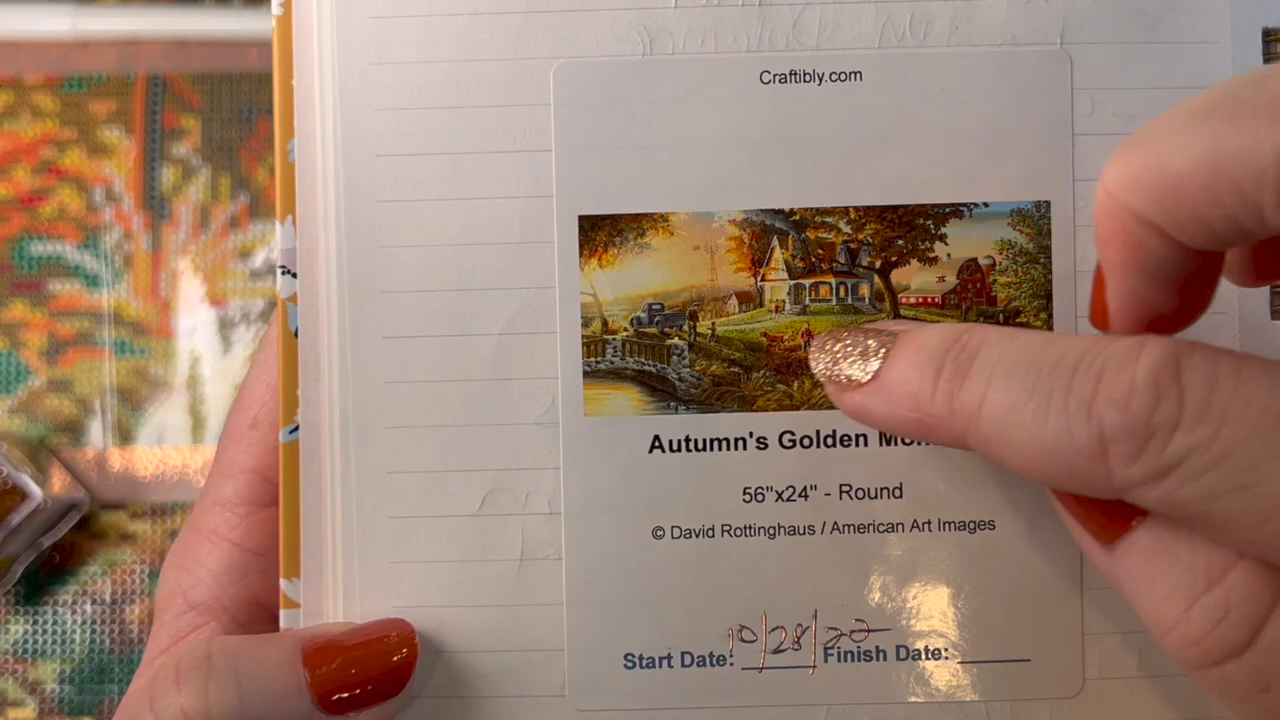 Craftibly.com
Autumn's Golden
56"x24" - Round
© David Rottinghaus / American Art Images
Start Date: 10/28/22 Finish Date: